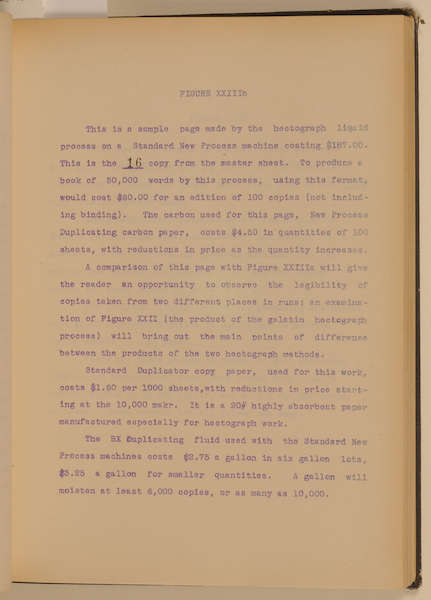 FIGURE XXIIIb
This is a sample page made by the hectograph liquid
process on a Standard New Process machine costing $187.00.
This is the 16 copy from the master sheet. To produce a
book of 50,000 words by this process, using this format,
would cost $80.00 for an edition of 100 copies (not includ-
ing binding). The carbon used for this page, New Process
Duplicating carbon paper, costs $4.50 in quantities of 100
sheets, with reductions in price as the quantity increases.
A comparison of this page with Figure XXIIIa will give
the reader an opportunity to observe the legibility of
copies taken from two different places in runs; an examina-
tion of Figure XXII (the product of the gelatin hectograph
process) will bring out the main points of difference
between the products of the two hectograph methods.
Standard Duplicator copy paper, used for this work,
costs $1.60 per 1000 sheets,with reductions in price start-
ing at the 10,000 makr. It is a 20# highly absorbent paper
manufactured especially for hectograph work.
The BX Duplicating fluid used with the Standard New
Process machines costs $2.75 a gallon in six gallon lots,
$3.25 a gallon for smaller quantities. A gallon will
moisten at least 6,000 copies, or as many as 10,000.